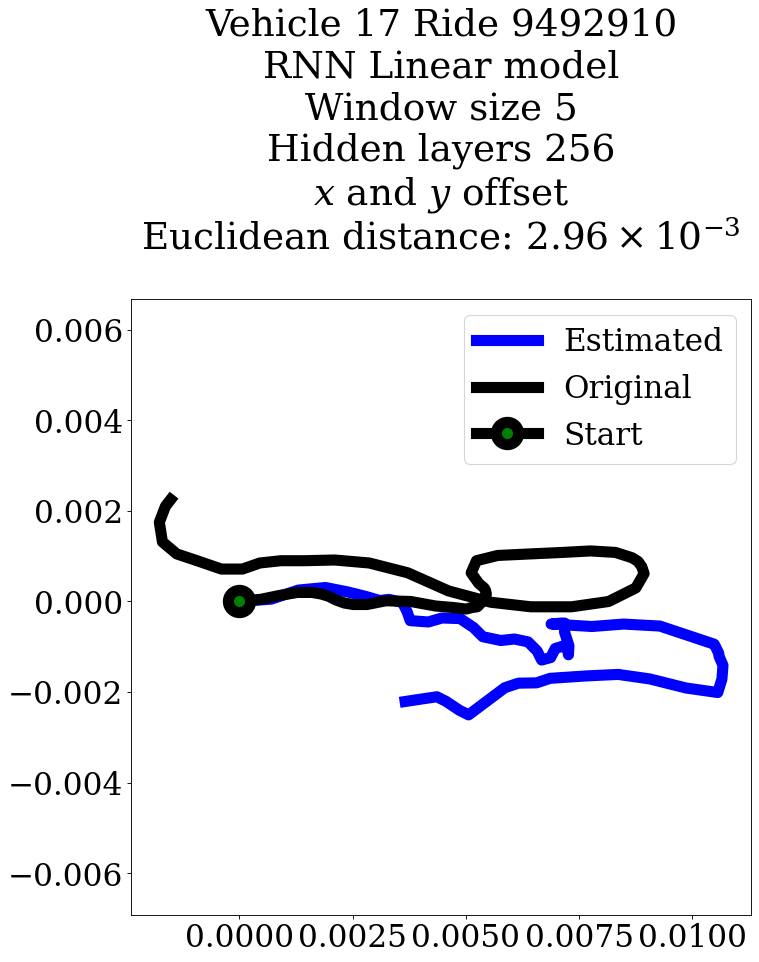 Vehicle 17 Ride 9492910
RNN Linear model
Window size 5
Hidden layers 256
x and y offset
Euclidean distance: 2.96 × 10⁻³
Estimated
Original
Start
0.006
0.004
0.002
0.000
−0.002
−0.004
−0.006
0.0000 0.0025 0.0050 0.0075 0.0100